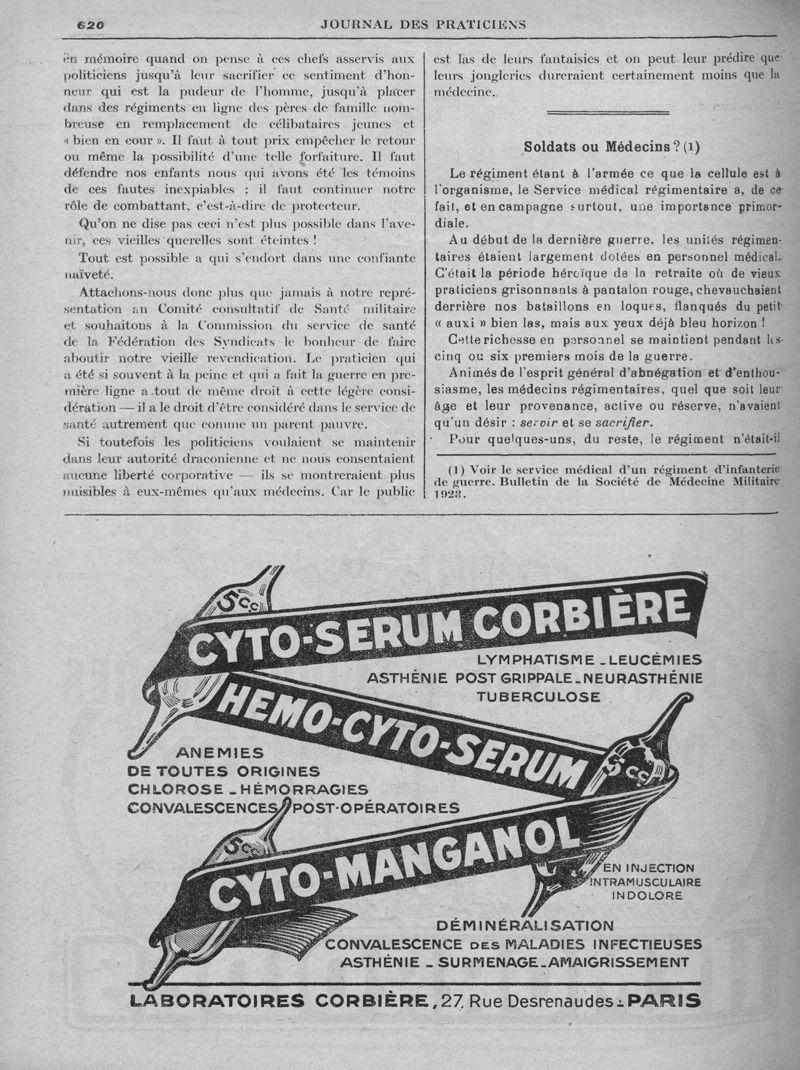 620
JOURNAL DES PRATICIENS
en mémoire quand on pense à ces chefs asservis aux
politiciens jusqu'à leur sacrifier ce sentiment d'hon-
neur qui est la pudeur de l'homme, jusqu'à placer
dans des régiments en ligne des pères de famille nom-
breuse en remplacement de célibataires jeunes et
« bien en cour ». Il faut à tout prix empêcher le retour
ou même la possibilité d'une telle forfaiture. Il faut
défendre nos enfants nous qui avons été les témoins
de ces fautes inexpiables ; il faut continuer notre
rôle de combattant, c'est-à-dire de protecteur.
Qu'on ne dise pas ceci n'est plus possible dans l'ave-
nir, ces vieilles querelles sont éteintes !
Tout est possible a qui s'endort dans une confiante
naïveté.
Attachons-nous donc plus que jamais à notre repré-
sentation an Comité consultatif de Santé militaire
et souhaitons à la Commission du service de santé
de la Fédération des Syndicats le bonheur de faire
aboutir notre vieille revendication. Le praticien qui
a été si souvent à la peine et qui a fait la guerre en pre-
mière ligne a tout de même droit à cette légère consi-
dération — il a le droit d'être considéré dans le service de
santé autrement que comme un parent pauvre.
Si toutefois les politiciens voulaient se maintenir
dans leur autorité draconienne et ne nous consentaient
aucune liberté corporative — ils se montreraient plus
nuisibles à eux-mêmes qu'aux médecins. Car le public
est las de leurs fantaisies et on peut leur prédire que
leurs jongleries dureraient certainement moins que la
médecine.
Soldats ou Médecins ? (1)
Le régiment étant à l'armée ce que la cellule est à
l'organisme, le Service médical régimentaire a, de ce
fait, et en campagne surtout, une importance primor-
diale.
Au début de la dernière guerre, les unités régimen-
taires étaient largement dotées en personnel médical.
C'était la période héroïque de la retraite où de vieux
praticiens grisonnants à pantalon rouge, chevauchaient
derrière nos bataillons en loques, flanqués du petit
« auxi » bien las, mais aux yeux déjà bleu horizon !
Cette richesse en personnel se maintient pendant les
cinq ou six premiers mois de la guerre.
Animés de l'esprit général d'abnégation et d'enthou-
siasme, les médecins régimentaires, quel que soit leur
âge et leur provenance, active ou réserve, n'avaient
qu'un désir : servir et se sacrifier.
Pour quelques-uns, du reste, le régiment n'était-il
(1) Voir le service médical d'un régiment d'infanterie
de guerre. Bulletin de la Société de Médecine Militaire
1923.
5cc.
CYTO-SERUM CORBIÈRE
LYMPHATISME - LEUCÉMIES
ASTHÉNIE POST GRIPPALE - NEURASTHÉNIE
TUBERCULOSE
HEMO-CYTO-SERUM
5cc.
ANEMIES
DE TOUTES ORIGINES
CHLOROSE - HÉMORRAGIES
CONVALESCENCES POST-OPÉRATOIRES
5cc
CYTO-MANGANOL
EN INJECTION
INTRAMUSCULAIRE
INDOLORE
DÉMINÉRALISATION
CONVALESCENCE DES MALADIES INFECTIEUSES
ASTHÉNIE - SURMENAGE - AMAIGRISSEMENT
LABORATOIRES CORBIÈRE, 27, Rue Desrenaudes - PARIS